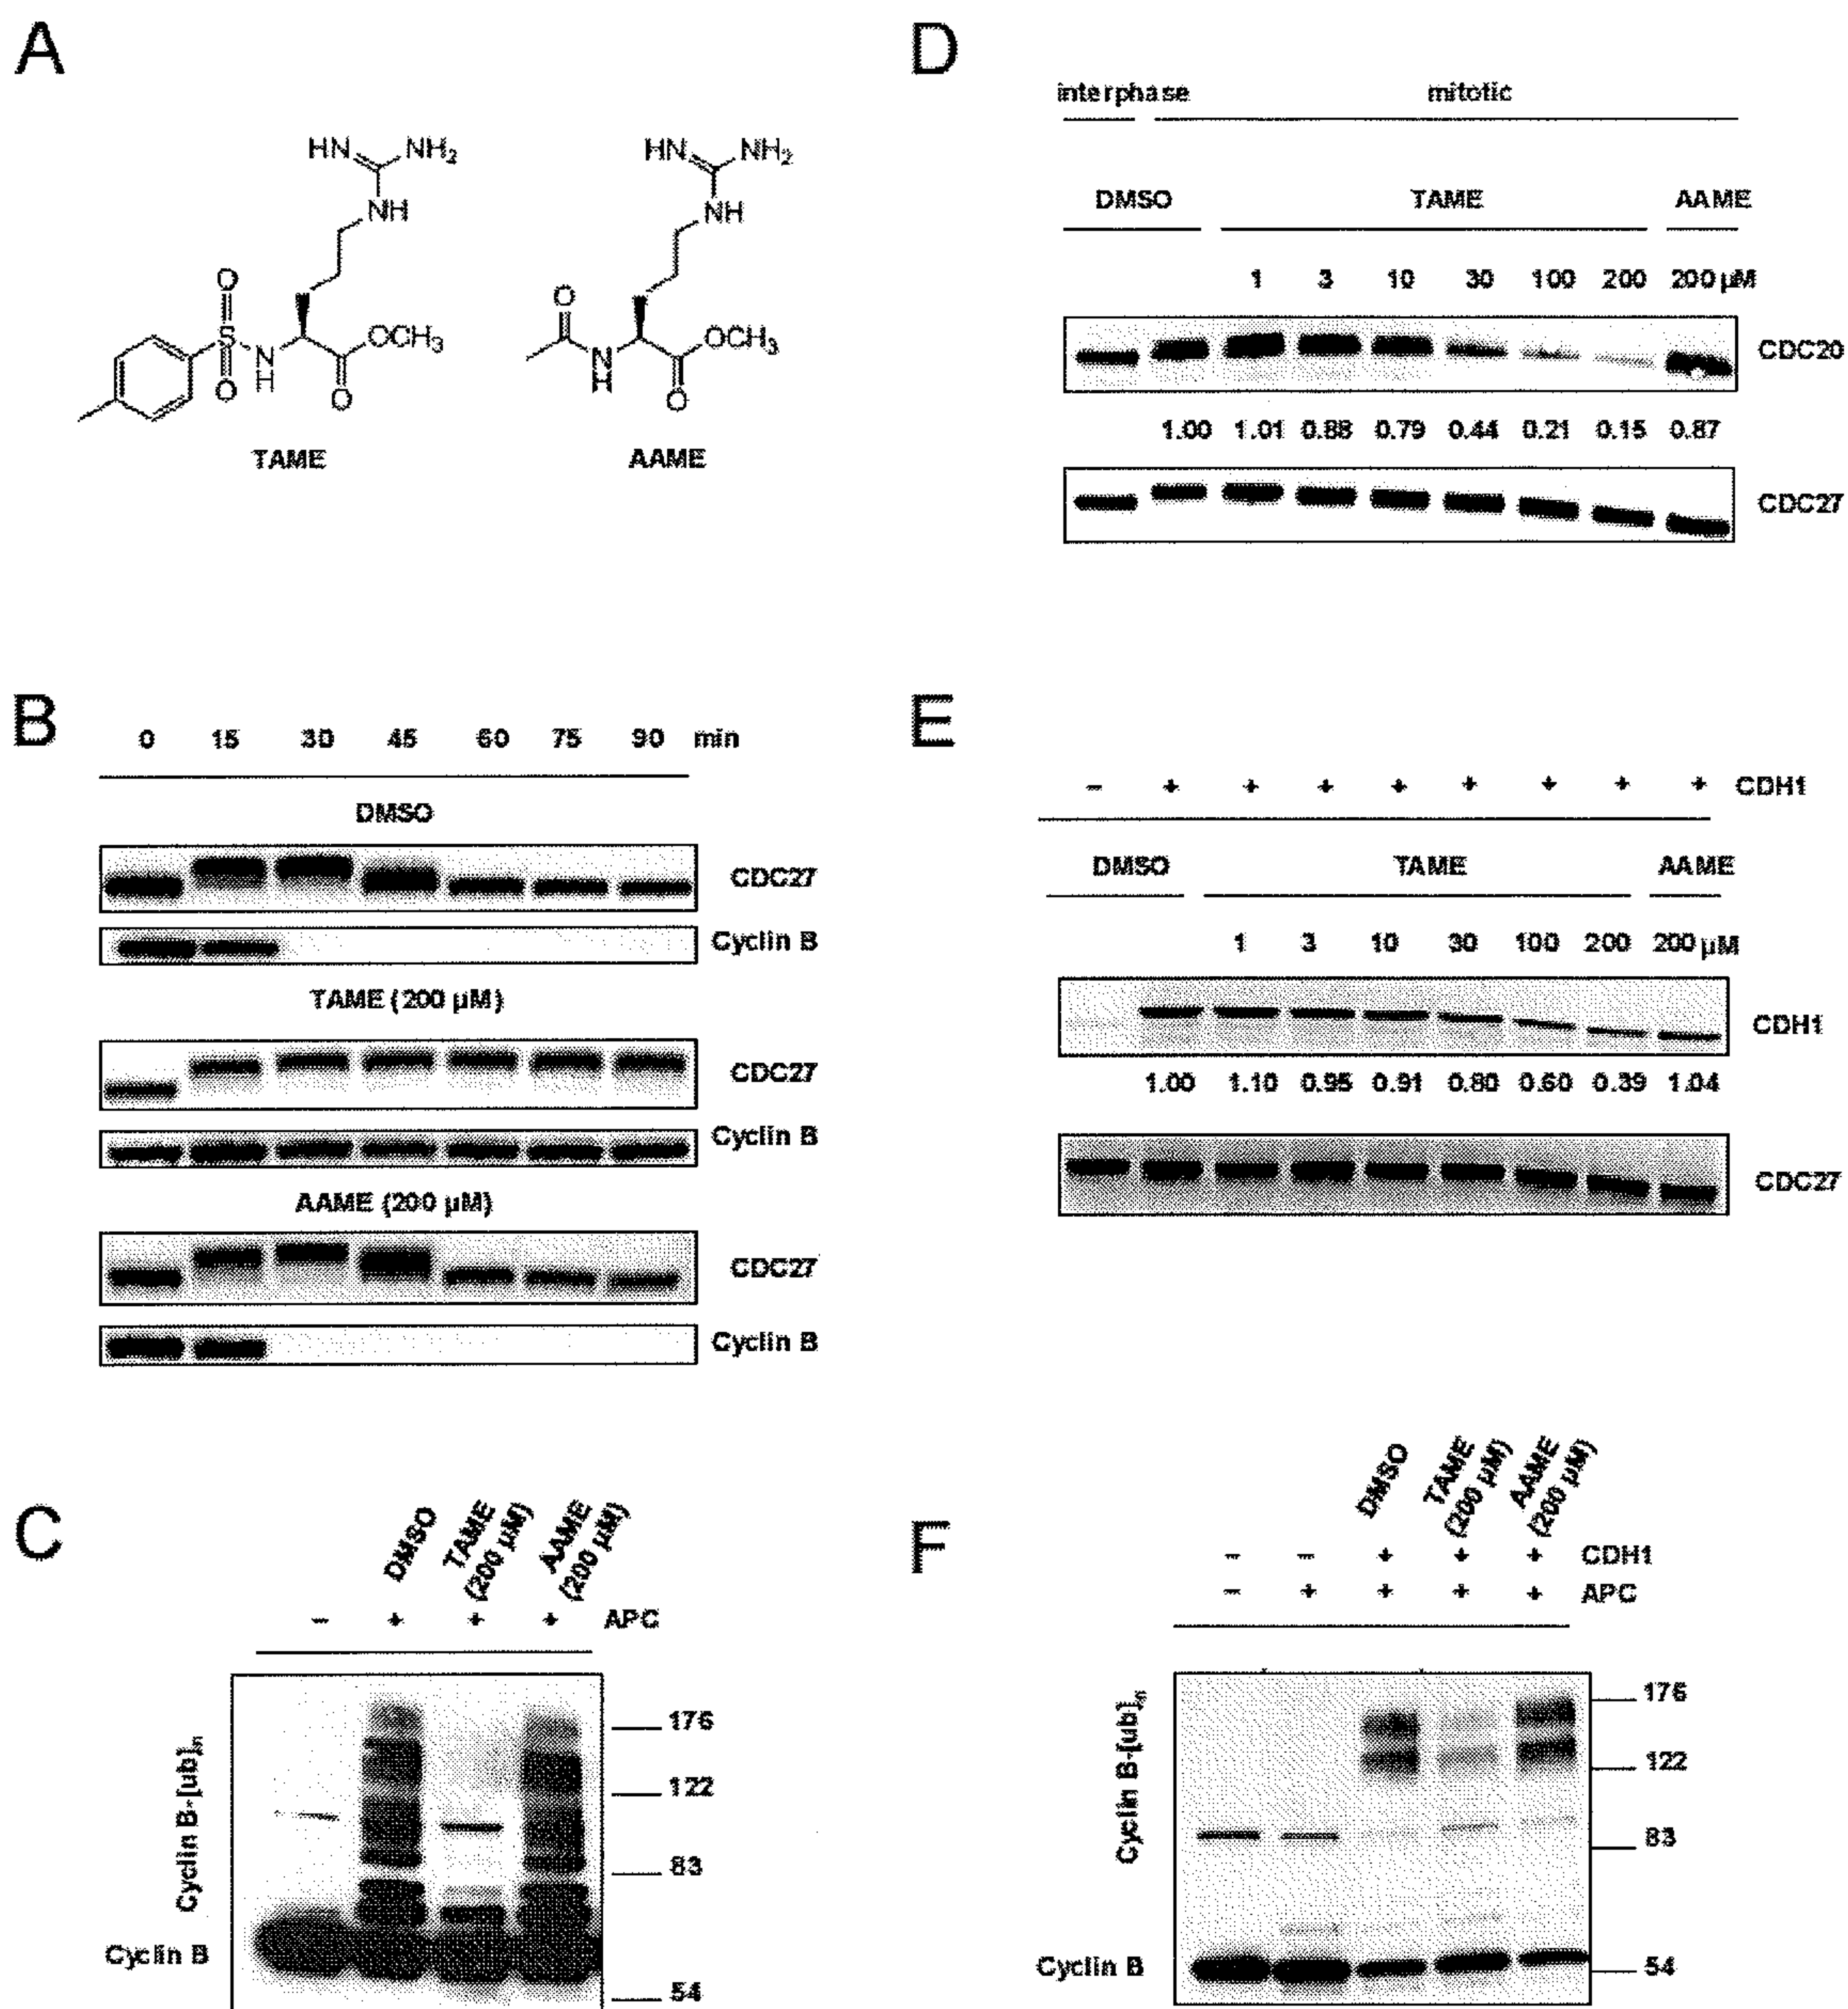 A
HN NH2
NH
O
S
O
N
H
OCH3
O
TAME
HN NH2
NH
O
N
H
OCH3
O
AAME
B
0 15 30 45 60 75 90 min
DMSO
CDC27
Cyclin B
TAME (200 µM)
CDC27
Cyclin B
AAME (200 µM)
CDC27
Cyclin B
C
DMSO
TAME (200 µM)
AAME (200 µM)
- + + + APC
Cyclin B-[ub]n
176
122
83
Cyclin B
54
D
interphase mitotic
DMSO TAME AAME
1 3 10 30 100 200 200 µM
CDC20
1.00 1.01 0.88 0.79 0.44 0.21 0.15 0.87
CDC27
E
- + + + + + + + + CDH1
DMSO TAME AAME
1 3 10 30 100 200 200 µM
CDH1
1.00 1.10 0.95 0.91 0.80 0.60 0.39 1.04
CDC27
F
DMSO
TAME (200 µM)
AAME (200 µM)
- - + + + CDH1
- + + + + APC
Cyclin B-[ub]n
176
122
83
Cyclin B
54